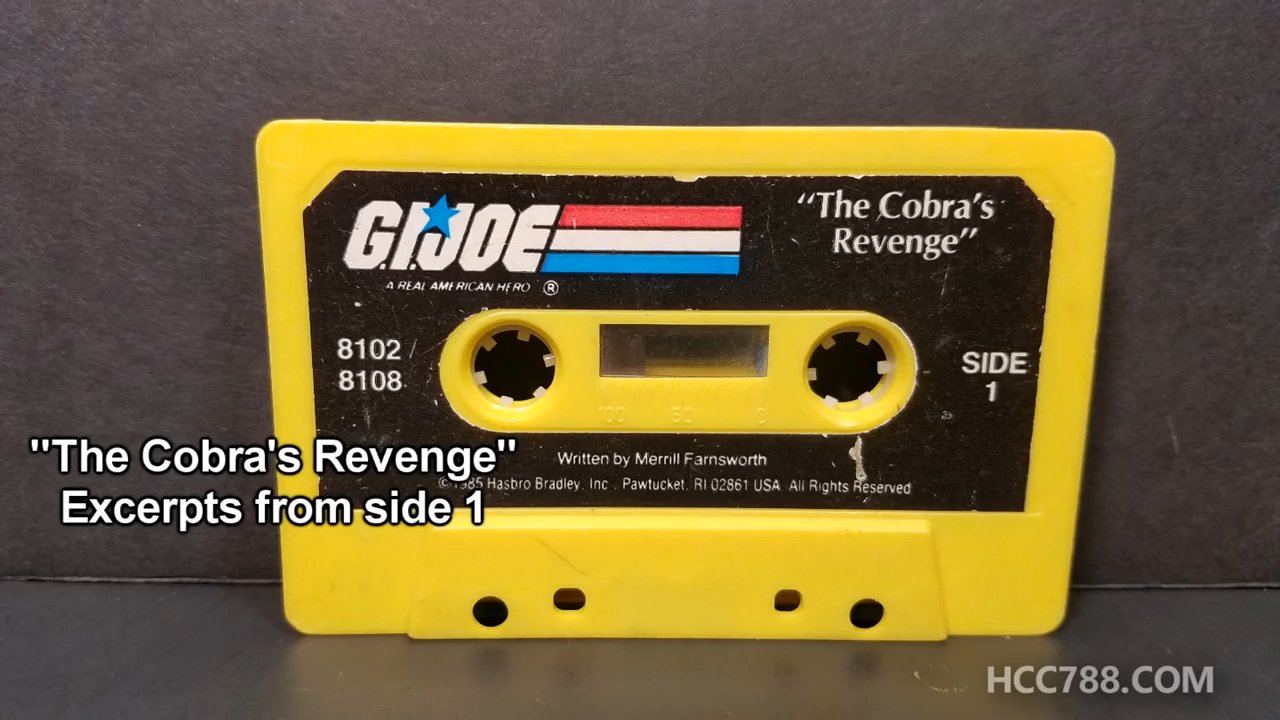 G.I.JOE
A REAL AMERICAN HERO ®
"The Cobra's
Revenge"
8102
8108
SIDE
1
100 50 0
Written by Merrill Farnsworth
© 1985 Hasbro Bradley, Inc. Pawtucket, RI 02861 USA All Rights Reserved
"The Cobra's Revenge"
Excerpts from side 1
HCC788.COM